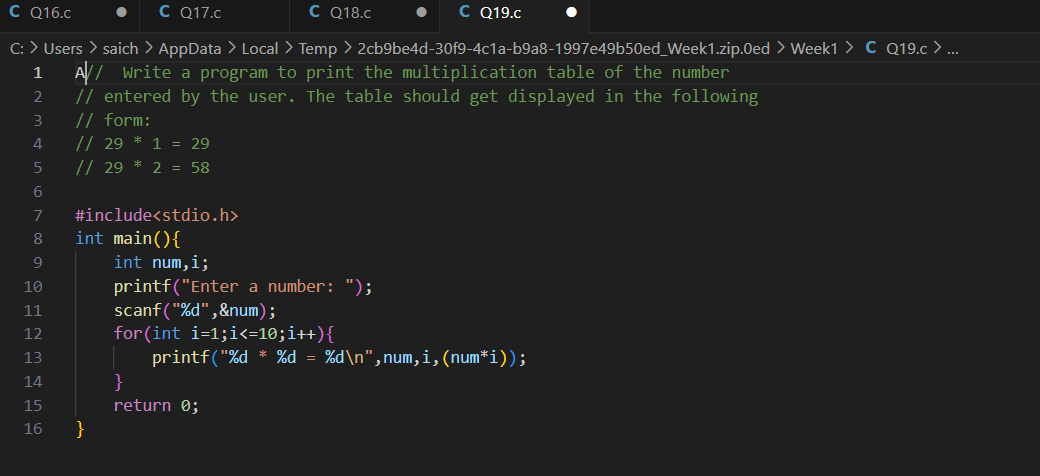 C Q16.c ● C Q17.c C Q18.c ● C Q19.c ●
C: > Users > saich > AppData > Local > Temp > 2cb9be4d-30f9-4c1a-b9a8-1997e49b50ed_Week1.zip.0ed > Week1 > C Q19.c > ...
1 A//  Write a program to print the multiplication table of the number
2 // entered by the user. The table should get displayed in the following
3 // form:
4 // 29 * 1 = 29
5 // 29 * 2 = 58
6
7 #include<stdio.h>
8 int main(){
9     int num,i;
10     printf("Enter a number: ");
11     scanf("%d",&num);
12     for(int i=1;i<=10;i++){
13         printf("%d * %d = %d\n",num,i,(num*i));
14     }
15     return 0;
16 }